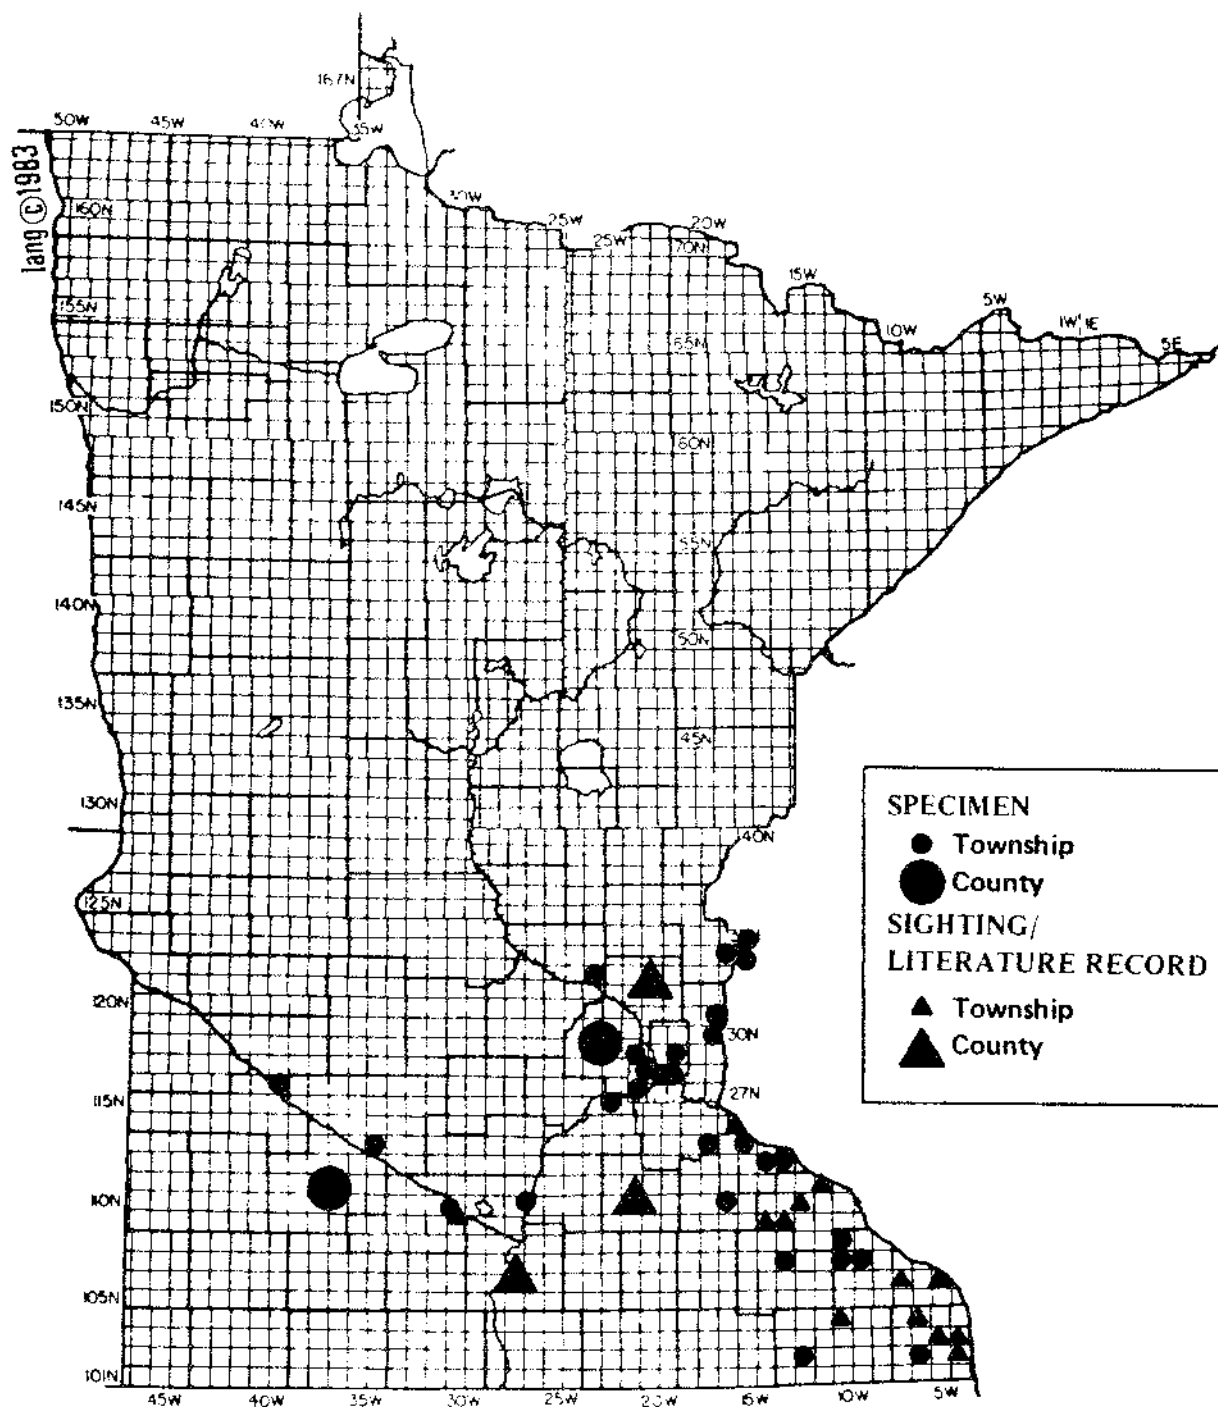 167N
50W 45W 40W 35W
lang © 1983
30W
160N
25W 20W
25W 70N
15W
155N
5W
10W 1W 1E
65N
5E
150N
60N
145N
55N
140N
50N
135N
45N
130N
40N
125N
120N
30N
27N
115N
110N
105N
101N
45W 40W 35W 30W 25W 20W 15W 10W 5W
SPECIMEN
Township
County
SIGHTING/
LITERATURE RECORD
Township
County